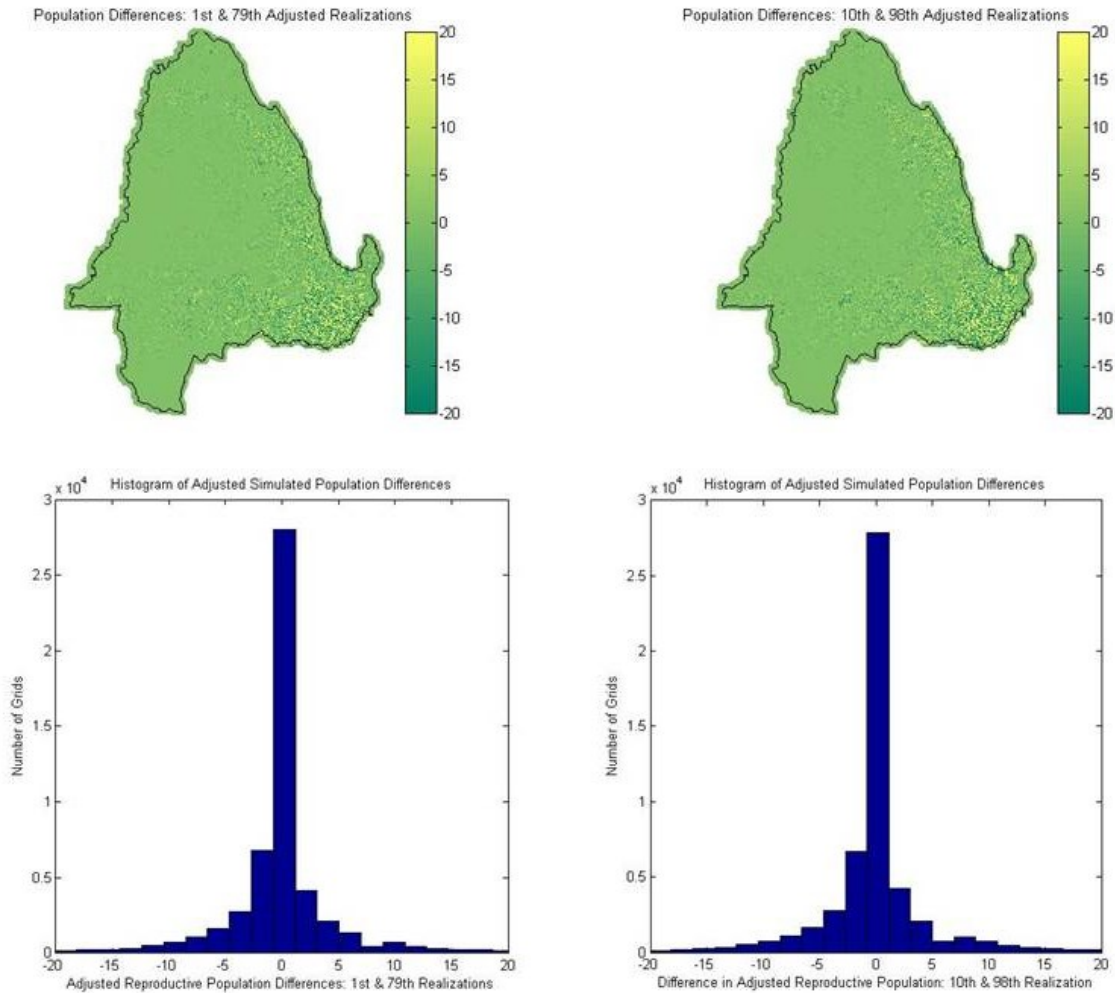 Population Differences: 1st & 79th Adjusted Realizations
20
15
10
5
0
-5
-10
-15
-20
Population Differences: 10th & 98th Adjusted Realizations
20
15
10
5
0
-5
-10
-15
-20
x 10^4
Histogram of Adjusted Simulated Population Differences
3
2.5
2
1.5
1
0.5
0
Number of Grids
-20 -15 -10 -5 0 5 10 15 20
Adjusted Reproductive Population Differences: 1st & 79th Realizations
x 10^4
Histogram of Adjusted Simulated Population Differences
3
2.5
2
1.5
1
0.5
0
Number of Grids
-20 -15 -10 -5 0 5 10 15 20
Difference in Adjusted Reproductive Population: 10th & 98th Realization